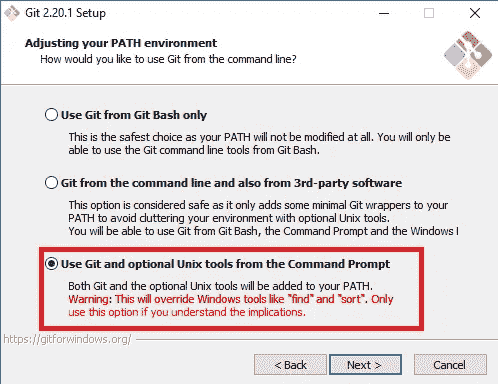 Git 2.20.1 Setup
Adjusting your PATH environment
How would you like to use Git from the command line?
Use Git from Git Bash only
This is the safest choice as your PATH will not be modified at all. You will only be
able to use the Git command line tools from Git Bash.
Git from the command line and also from 3rd-party software
This option is considered safe as it only adds some minimal Git wrappers to your
PATH to avoid cluttering your environment with optional Unix tools.
You will be able to use Git from Git Bash, the Command Prompt and the Windows
Use Git and optional Unix tools from the Command Prompt
Both Git and the optional Unix tools will be added to your PATH.
Warning: This will override Windows tools like "find" and "sort". Only
use this option if you understand the implications.
https://gitforwindows.org/
< Back
Next >
Cancel